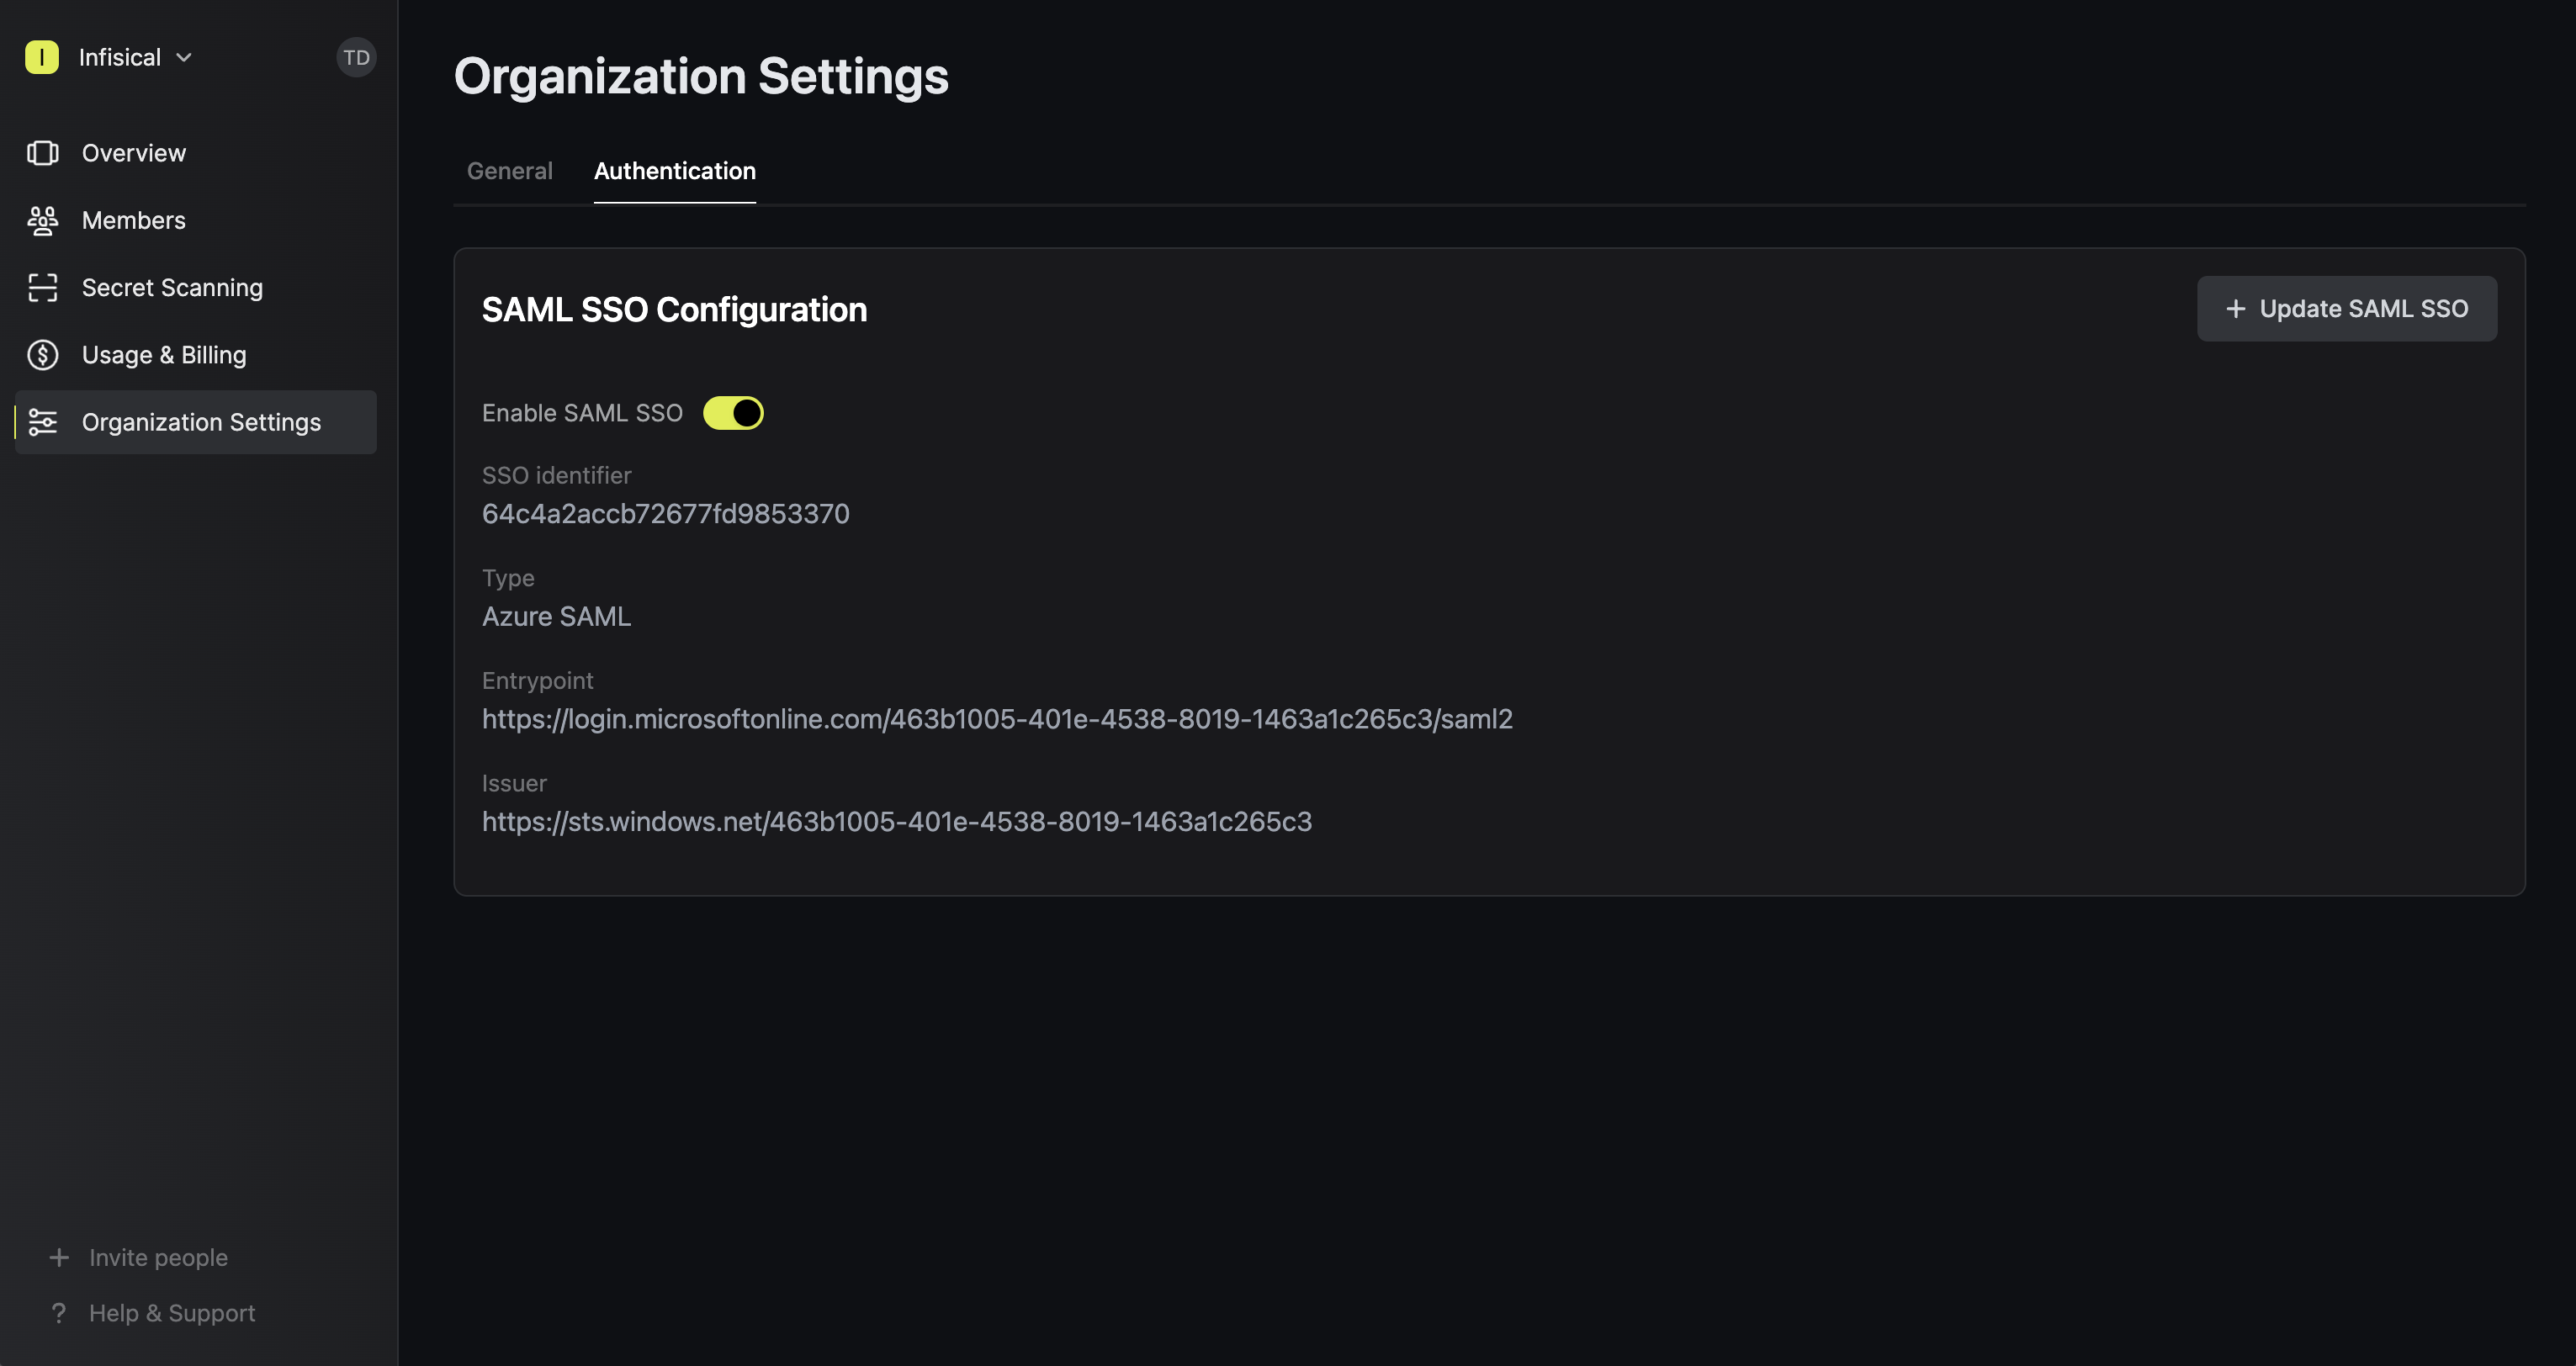 I Infisical TD
Overview
Members
Secret Scanning
Usage & Billing
Organization Settings
+ Invite people
? Help & Support
Organization Settings
General Authentication
SAML SSO Configuration
+ Update SAML SSO
Enable SAML SSO
SSO identifier
64c4a2accb72677fd9853370
Type
Azure SAML
Entrypoint
https://login.microsoftonline.com/463b1005-401e-4538-8019-1463a1c265c3/saml2
Issuer
https://sts.windows.net/463b1005-401e-4538-8019-1463a1c265c3